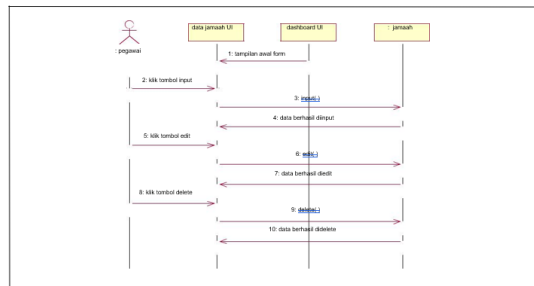 data jamaah UI
dashboard UI
: jamaah
: pegawai
1: tampilan awal form
2: klik tombol input
3: input(.)
4: data berhasil diinput
5: klik tombol edit
6: edit(.)
7: data berhasil diedit
8: klik tombol delete
9: delete(.)
10: data berhasil didelete